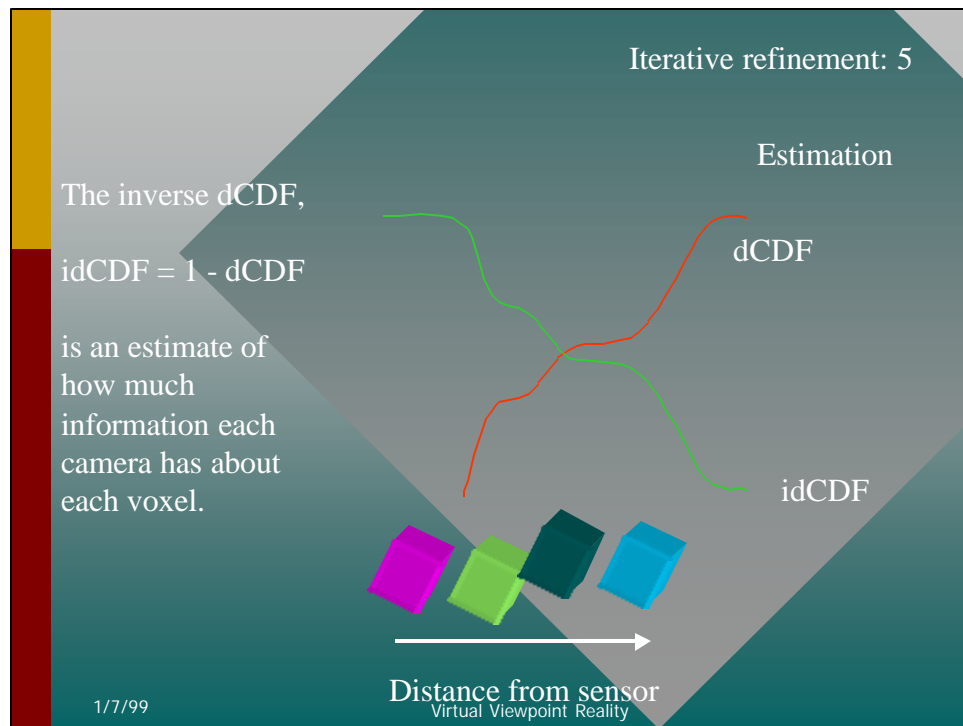 Iterative refinement: 5
Estimation
The inverse dCDF,
idCDF = 1 - dCDF
is an estimate of
how much
information each
camera has about
each voxel.
dCDF
idCDF
Distance from sensor
1/7/99
Virtual Viewpoint Reality